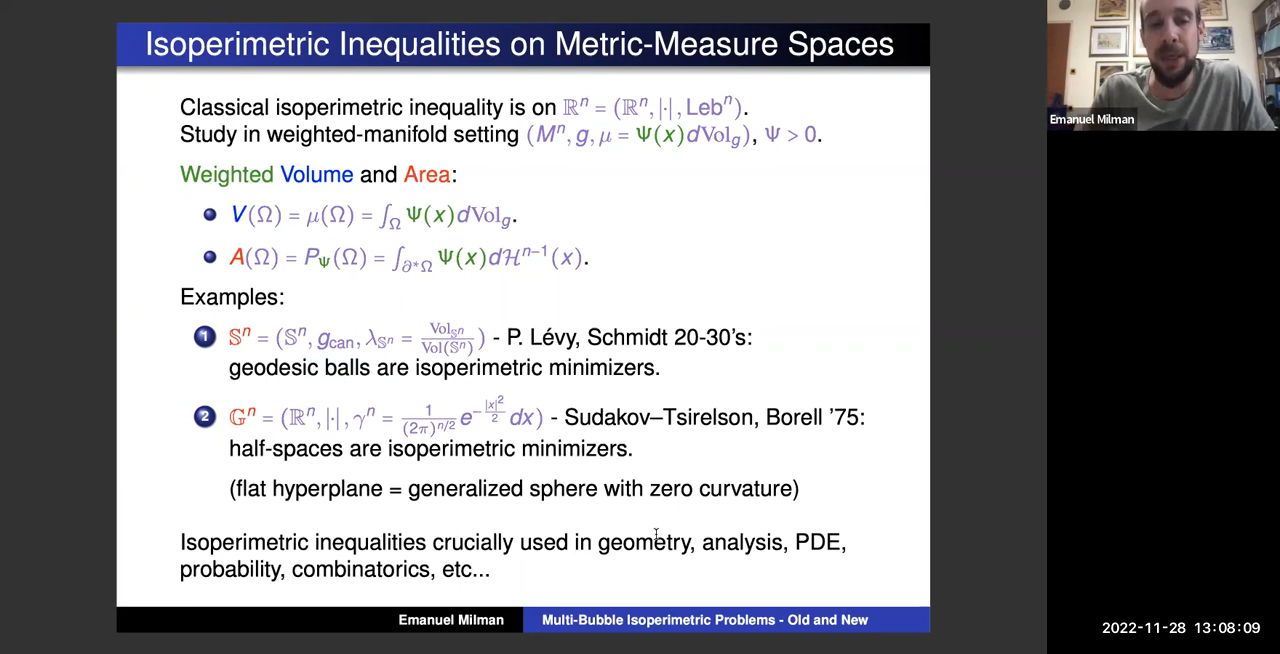 Isoperimetric Inequalities on Metric-Measure Spaces
Classical isoperimetric inequality is on ℝⁿ = (ℝⁿ, |·|, Lebⁿ).
Study in weighted-manifold setting (Mⁿ, g, μ = Ψ(x)dVol_g), Ψ > 0.
Weighted Volume and Area:
V(Ω) = μ(Ω) = ∫_Ω Ψ(x)dVol_g.
A(Ω) = P_Ψ(Ω) = ∫_{∂*Ω} Ψ(x)dℋⁿ⁻¹(x).
Examples:
1 𝕊ⁿ = (𝕊ⁿ, g_can, λ_{𝕊ⁿ} = Vol_{𝕊ⁿ}/Vol(𝕊ⁿ)) - P. Lévy, Schmidt 20-30's:
geodesic balls are isoperimetric minimizers.
2 𝔾ⁿ = (ℝⁿ, |·|, γⁿ = 1/(2π)^{n/2} e^{-|x|²/2} dx) - Sudakov–Tsirelson, Borell '75:
half-spaces are isoperimetric minimizers.
(flat hyperplane = generalized sphere with zero curvature)
Isoperimetric inequalities crucially used in geometry, analysis, PDE,
probability, combinatorics, etc...
Emanuel Milman Multi-Bubble Isoperimetric Problems - Old and New
Emanuel Milman
2022-11-28 13:08:09